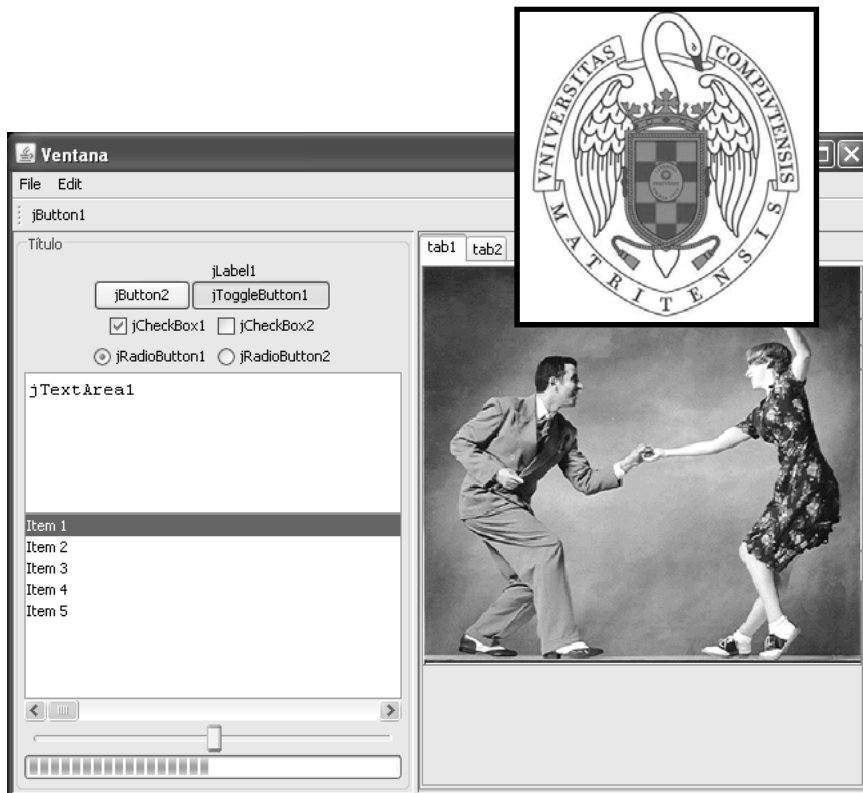 VNIVERSITAS COMPLVTENSIS
MATRITENSIS
Ventana
File Edit
jButton1
Título
jLabel1
jButton2 jToggleButton1
jCheckBox1 jCheckBox2
jRadioButton1 jRadioButton2
jTextArea1
Item 1
Item 2
Item 3
Item 4
Item 5
tab1 tab2